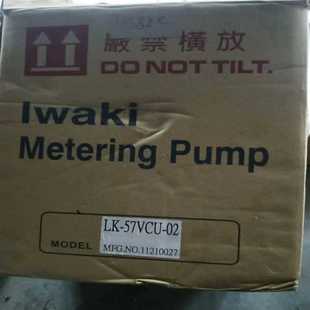 嚴禁橫放
DO NOT TILT.
Iwaki
Metering Pump
LK-57VCU-02
MODEL
MFG.NO.11210027